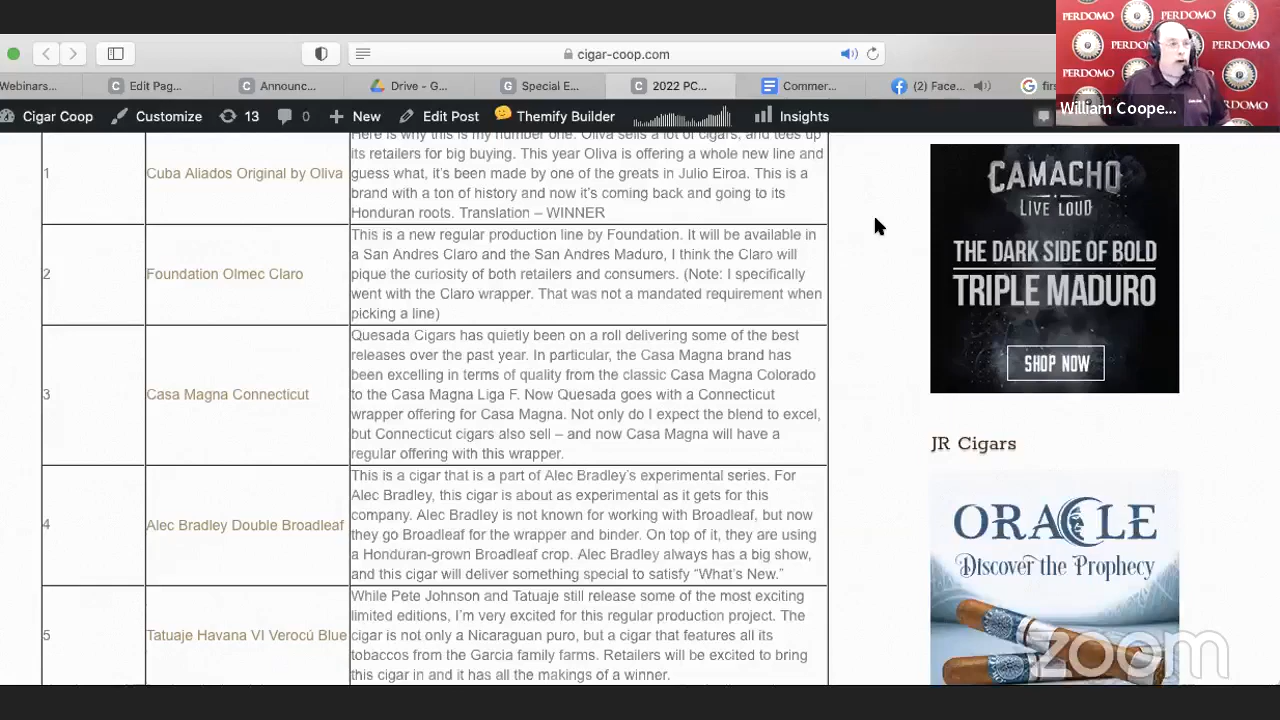 PERDOMO PERDOMO
PERDO
PERDOMO
PERDOMO
PERDO
William Coope...
cigar-coop.com
Webinars...
Edit Pag...
Announc...
Drive - G...
Special E...
2022 PC...
Commer...
(2) Face...
Cigar Coop
Customize
13
0
New
Edit Post
Themify Builder
Insights
1
Cuba Aliados Original by Oliva
Here is why this is my number one. Oliva sells a lot of cigars, and tees up
its retailers for big buying. This year Oliva is offering a whole new line and
guess what, it's been made by one of the greats in Julio Eiroa. This is a
brand with a ton of history and now it's coming back and going to its
Honduran roots. Translation – WINNER
2
Foundation Olmec Claro
This is a new regular production line by Foundation. It will be available in
a San Andres Claro and the San Andres Maduro, I think the Claro will
pique the curiosity of both retailers and consumers. (Note: I specifically
went with the Claro wrapper. That was not a mandated requirement when
picking a line)
3
Casa Magna Connecticut
Quesada Cigars has quietly been on a roll delivering some of the best
releases over the past year. In particular, the Casa Magna brand has
been excelling in terms of quality from the classic Casa Magna Colorado
to the Casa Magna Liga F. Now Quesada goes with a Connecticut
wrapper offering for Casa Magna. Not only do I expect the blend to excel,
but Connecticut cigars also sell – and now Casa Magna will have a
regular offering with this wrapper.
4
Alec Bradley Double Broadleaf
This is a cigar that is a part of Alec Bradley's experimental series. For
Alec Bradley, this cigar is about as experimental as it gets for this
company. Alec Bradley is not known for working with Broadleaf, but now
they go Broadleaf for the wrapper and binder. On top of it, they are using
a Honduran-grown Broadleaf crop. Alec Bradley always has a big show,
and this cigar will deliver something special to satisfy "What's New."
5
Tatuaje Havana VI Verocú Blue
While Pete Johnson and Tatuaje still release some of the most exciting
limited editions, I'm very excited for this regular production project. The
cigar is not only a Nicaraguan puro, but a cigar that features all its
tobaccos from the Garcia family farms. Retailers will be excited to bring
this cigar in and it has all the makings of a winner.
CAMACHO
LIVE LOUD
THE DARK SIDE OF BOLD
TRIPLE MADURO
SHOP NOW
JR Cigars
ORACLE
Discover the Prophecy
zoom